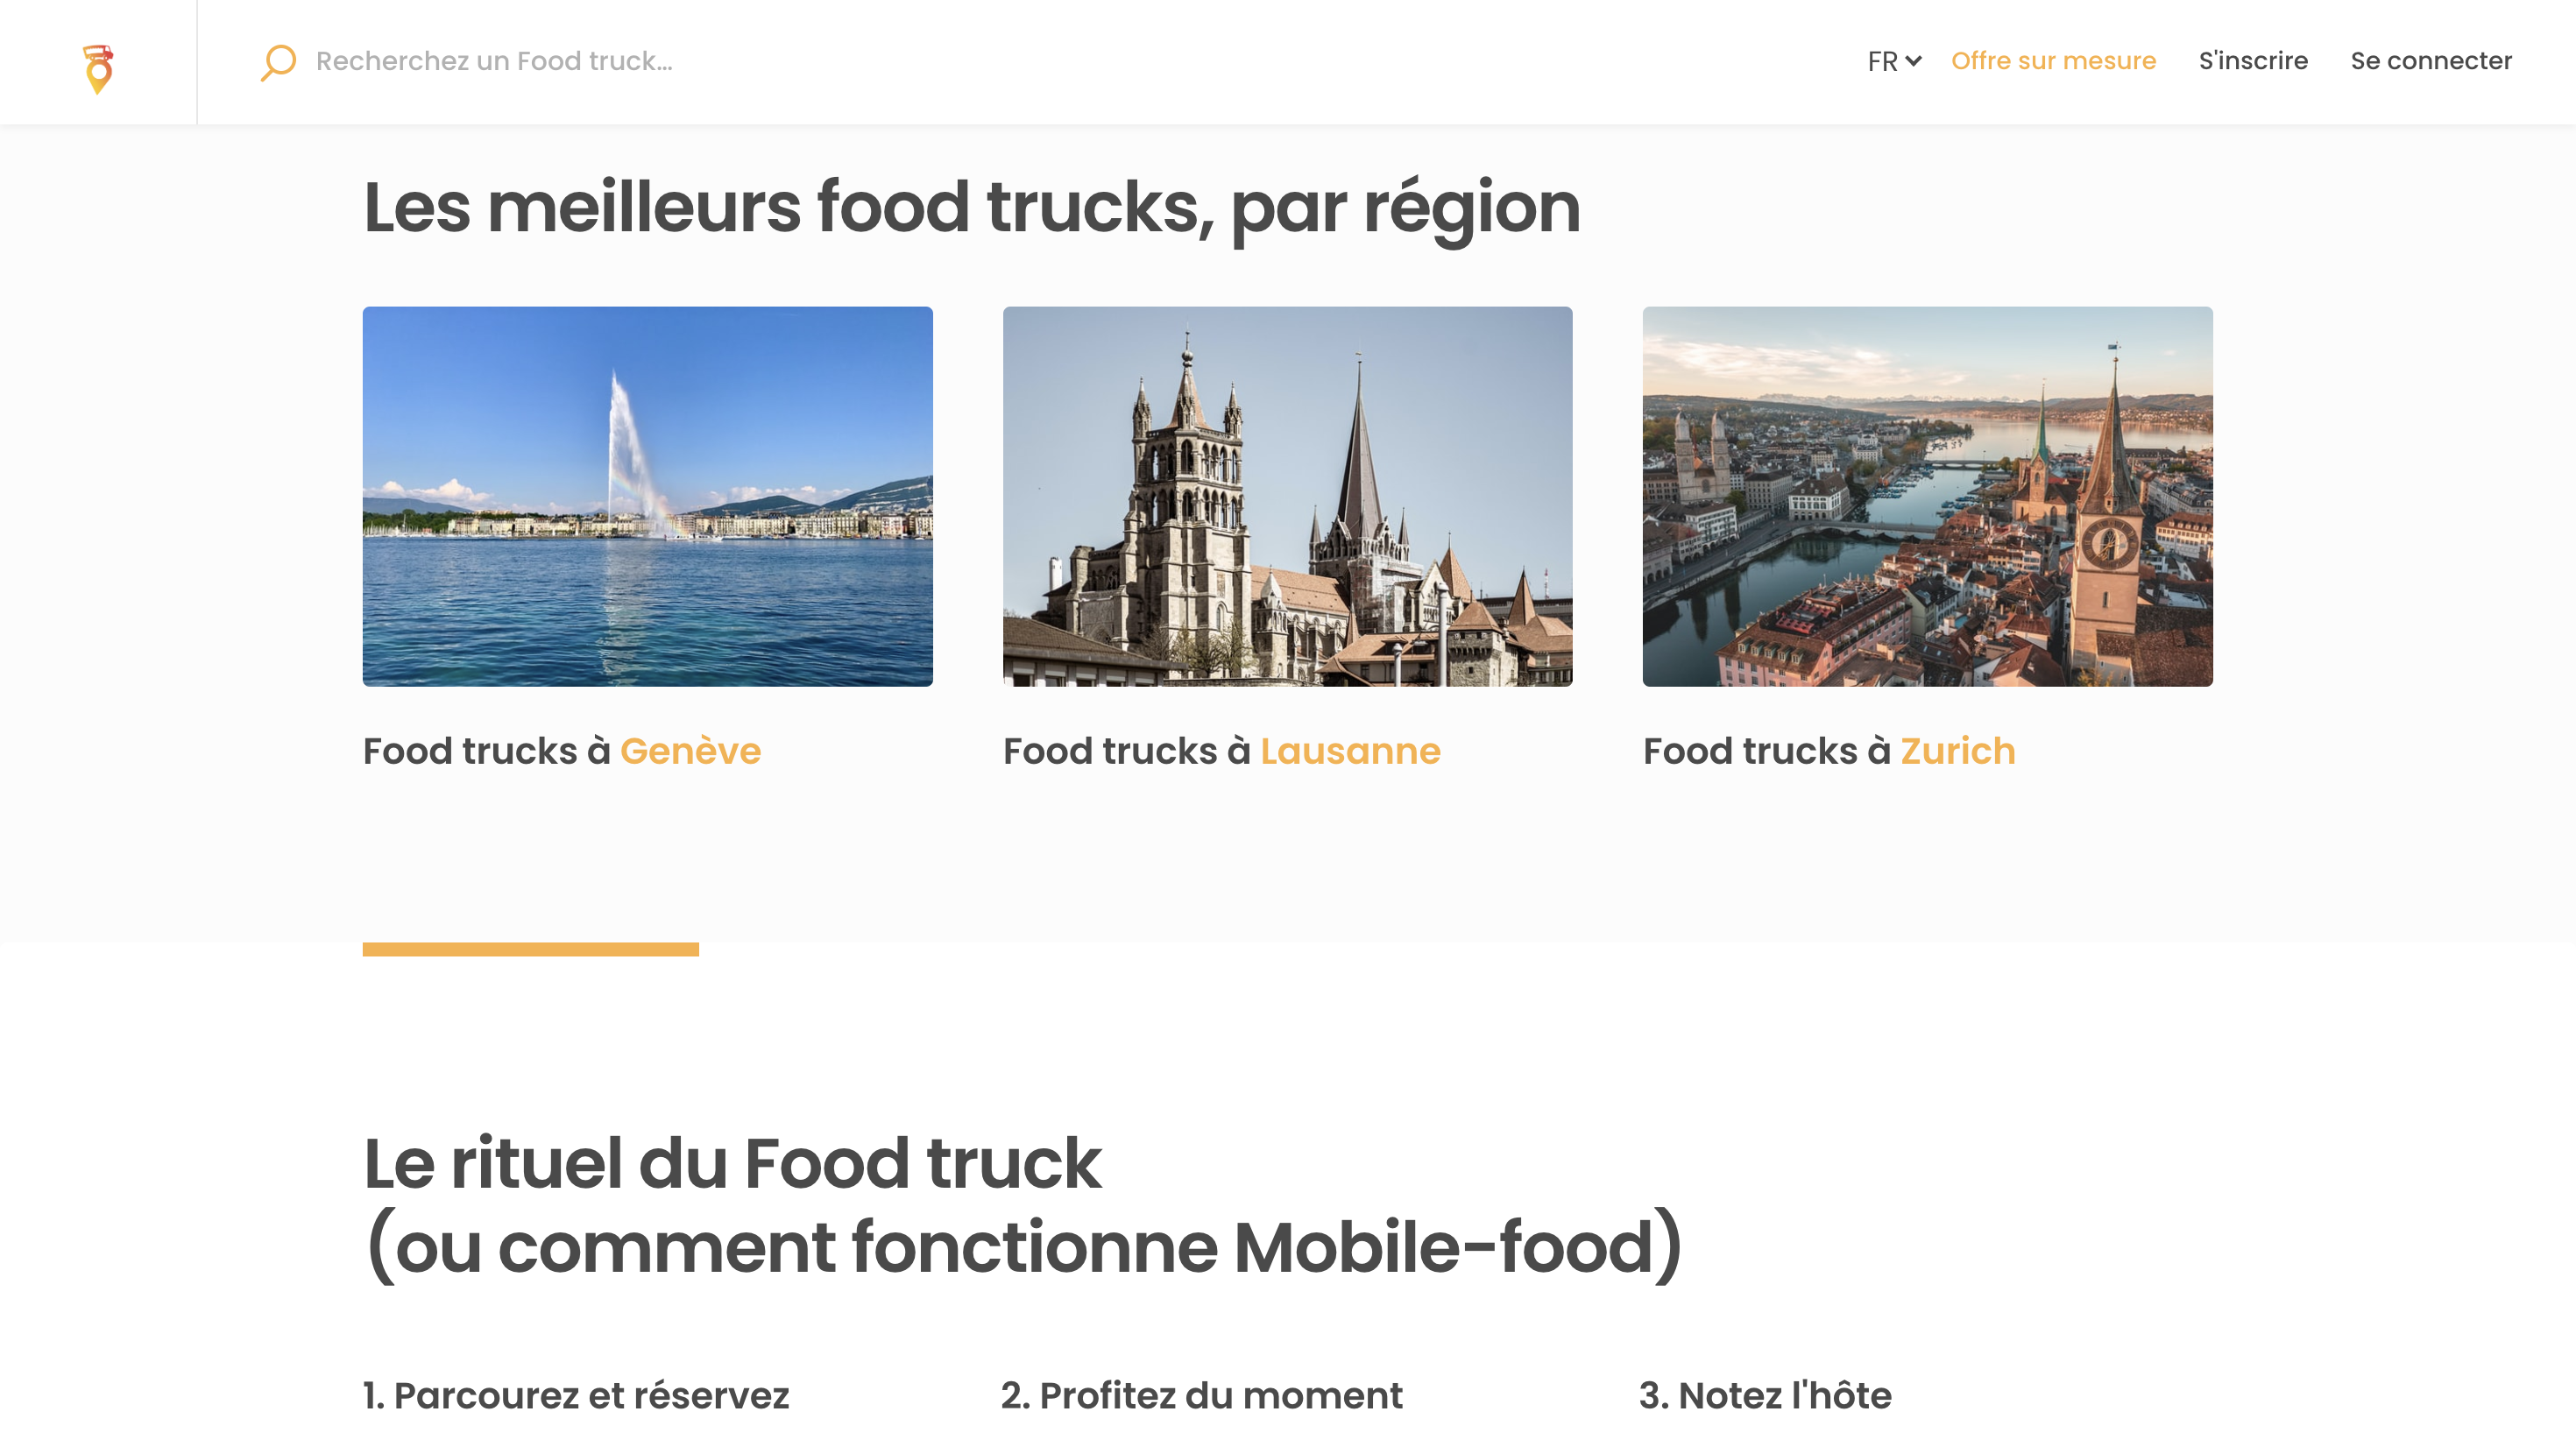 Recherchez un Food truck...
FR
Offre sur mesure
S'inscrire
Se connecter
Les meilleurs food trucks, par région
Food trucks à Genève
Food trucks à Lausanne
Food trucks à Zurich
Le rituel du Food truck
(ou comment fonctionne Mobile-food)
1. Parcourez et réservez
2. Profitez du moment
3. Notez l'hôte